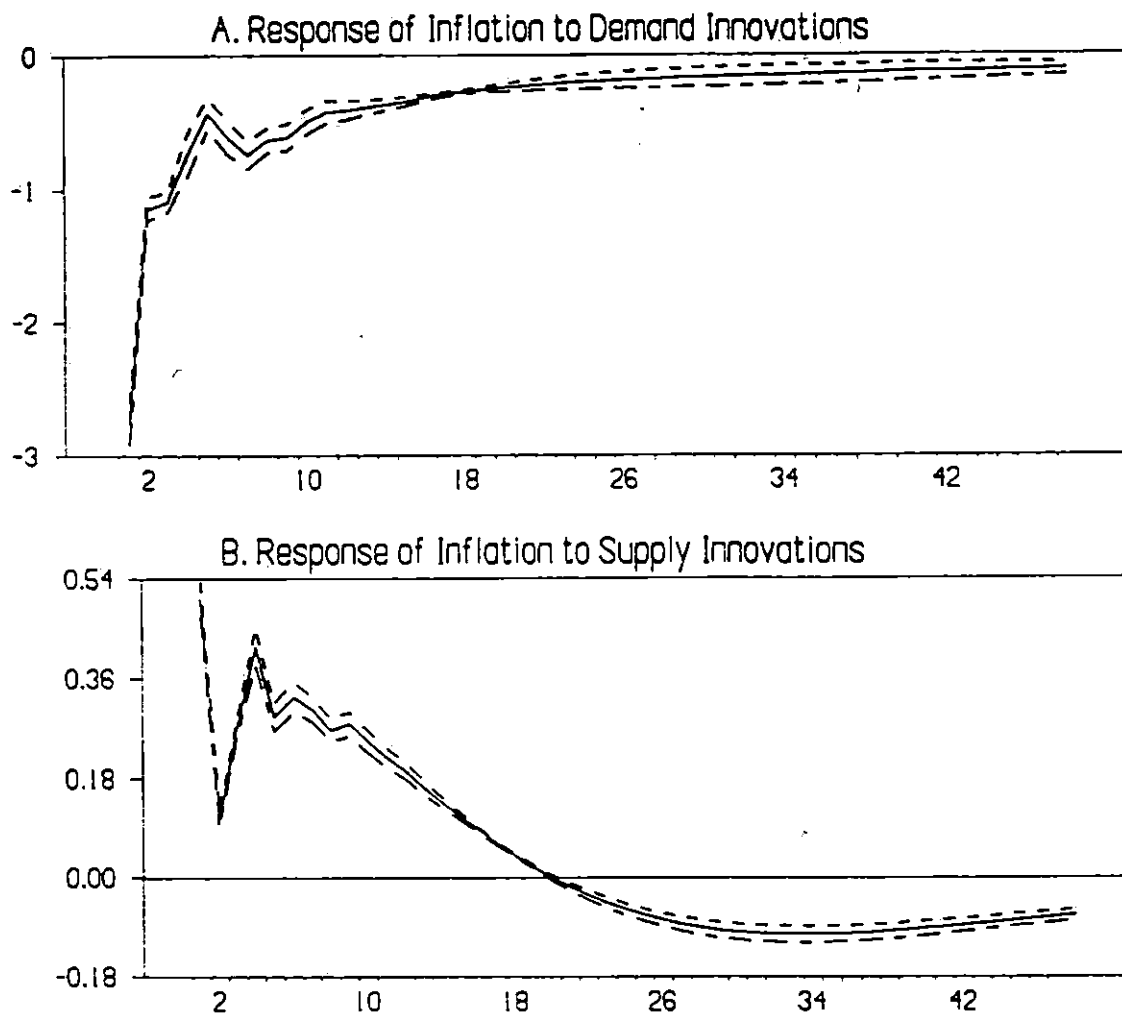 A. Response of Inflation to Demand Innovations
0
-1
-2
-3
2 10 18 26 34 42
B. Response of Inflation to Supply Innovations
0.54
0.36
0.18
0.00
-0.18
2 10 18 26 34 42